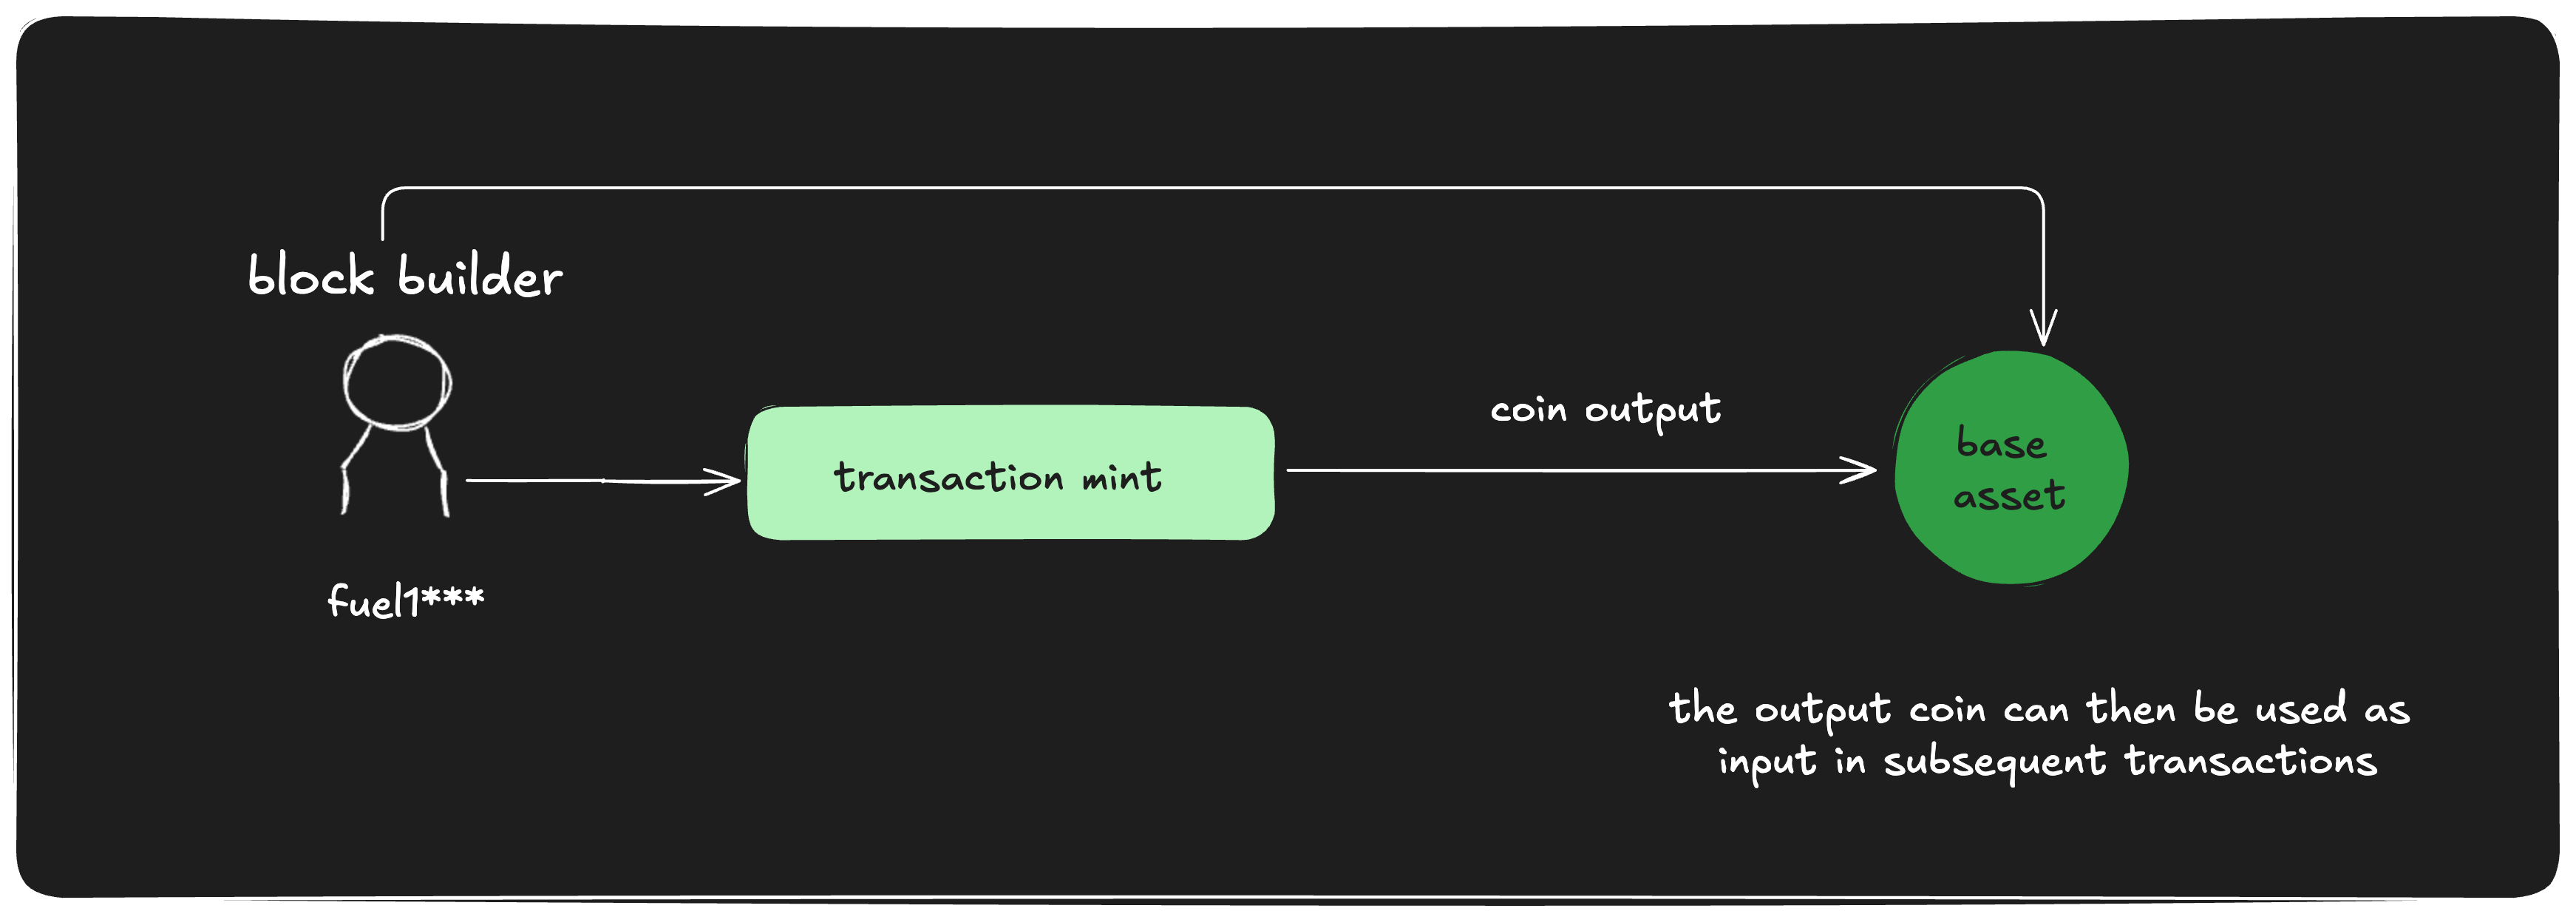 block builder
fuel1***
transaction mint
coin output
base
asset
the output coin can then be used as
input in subsequent transactions